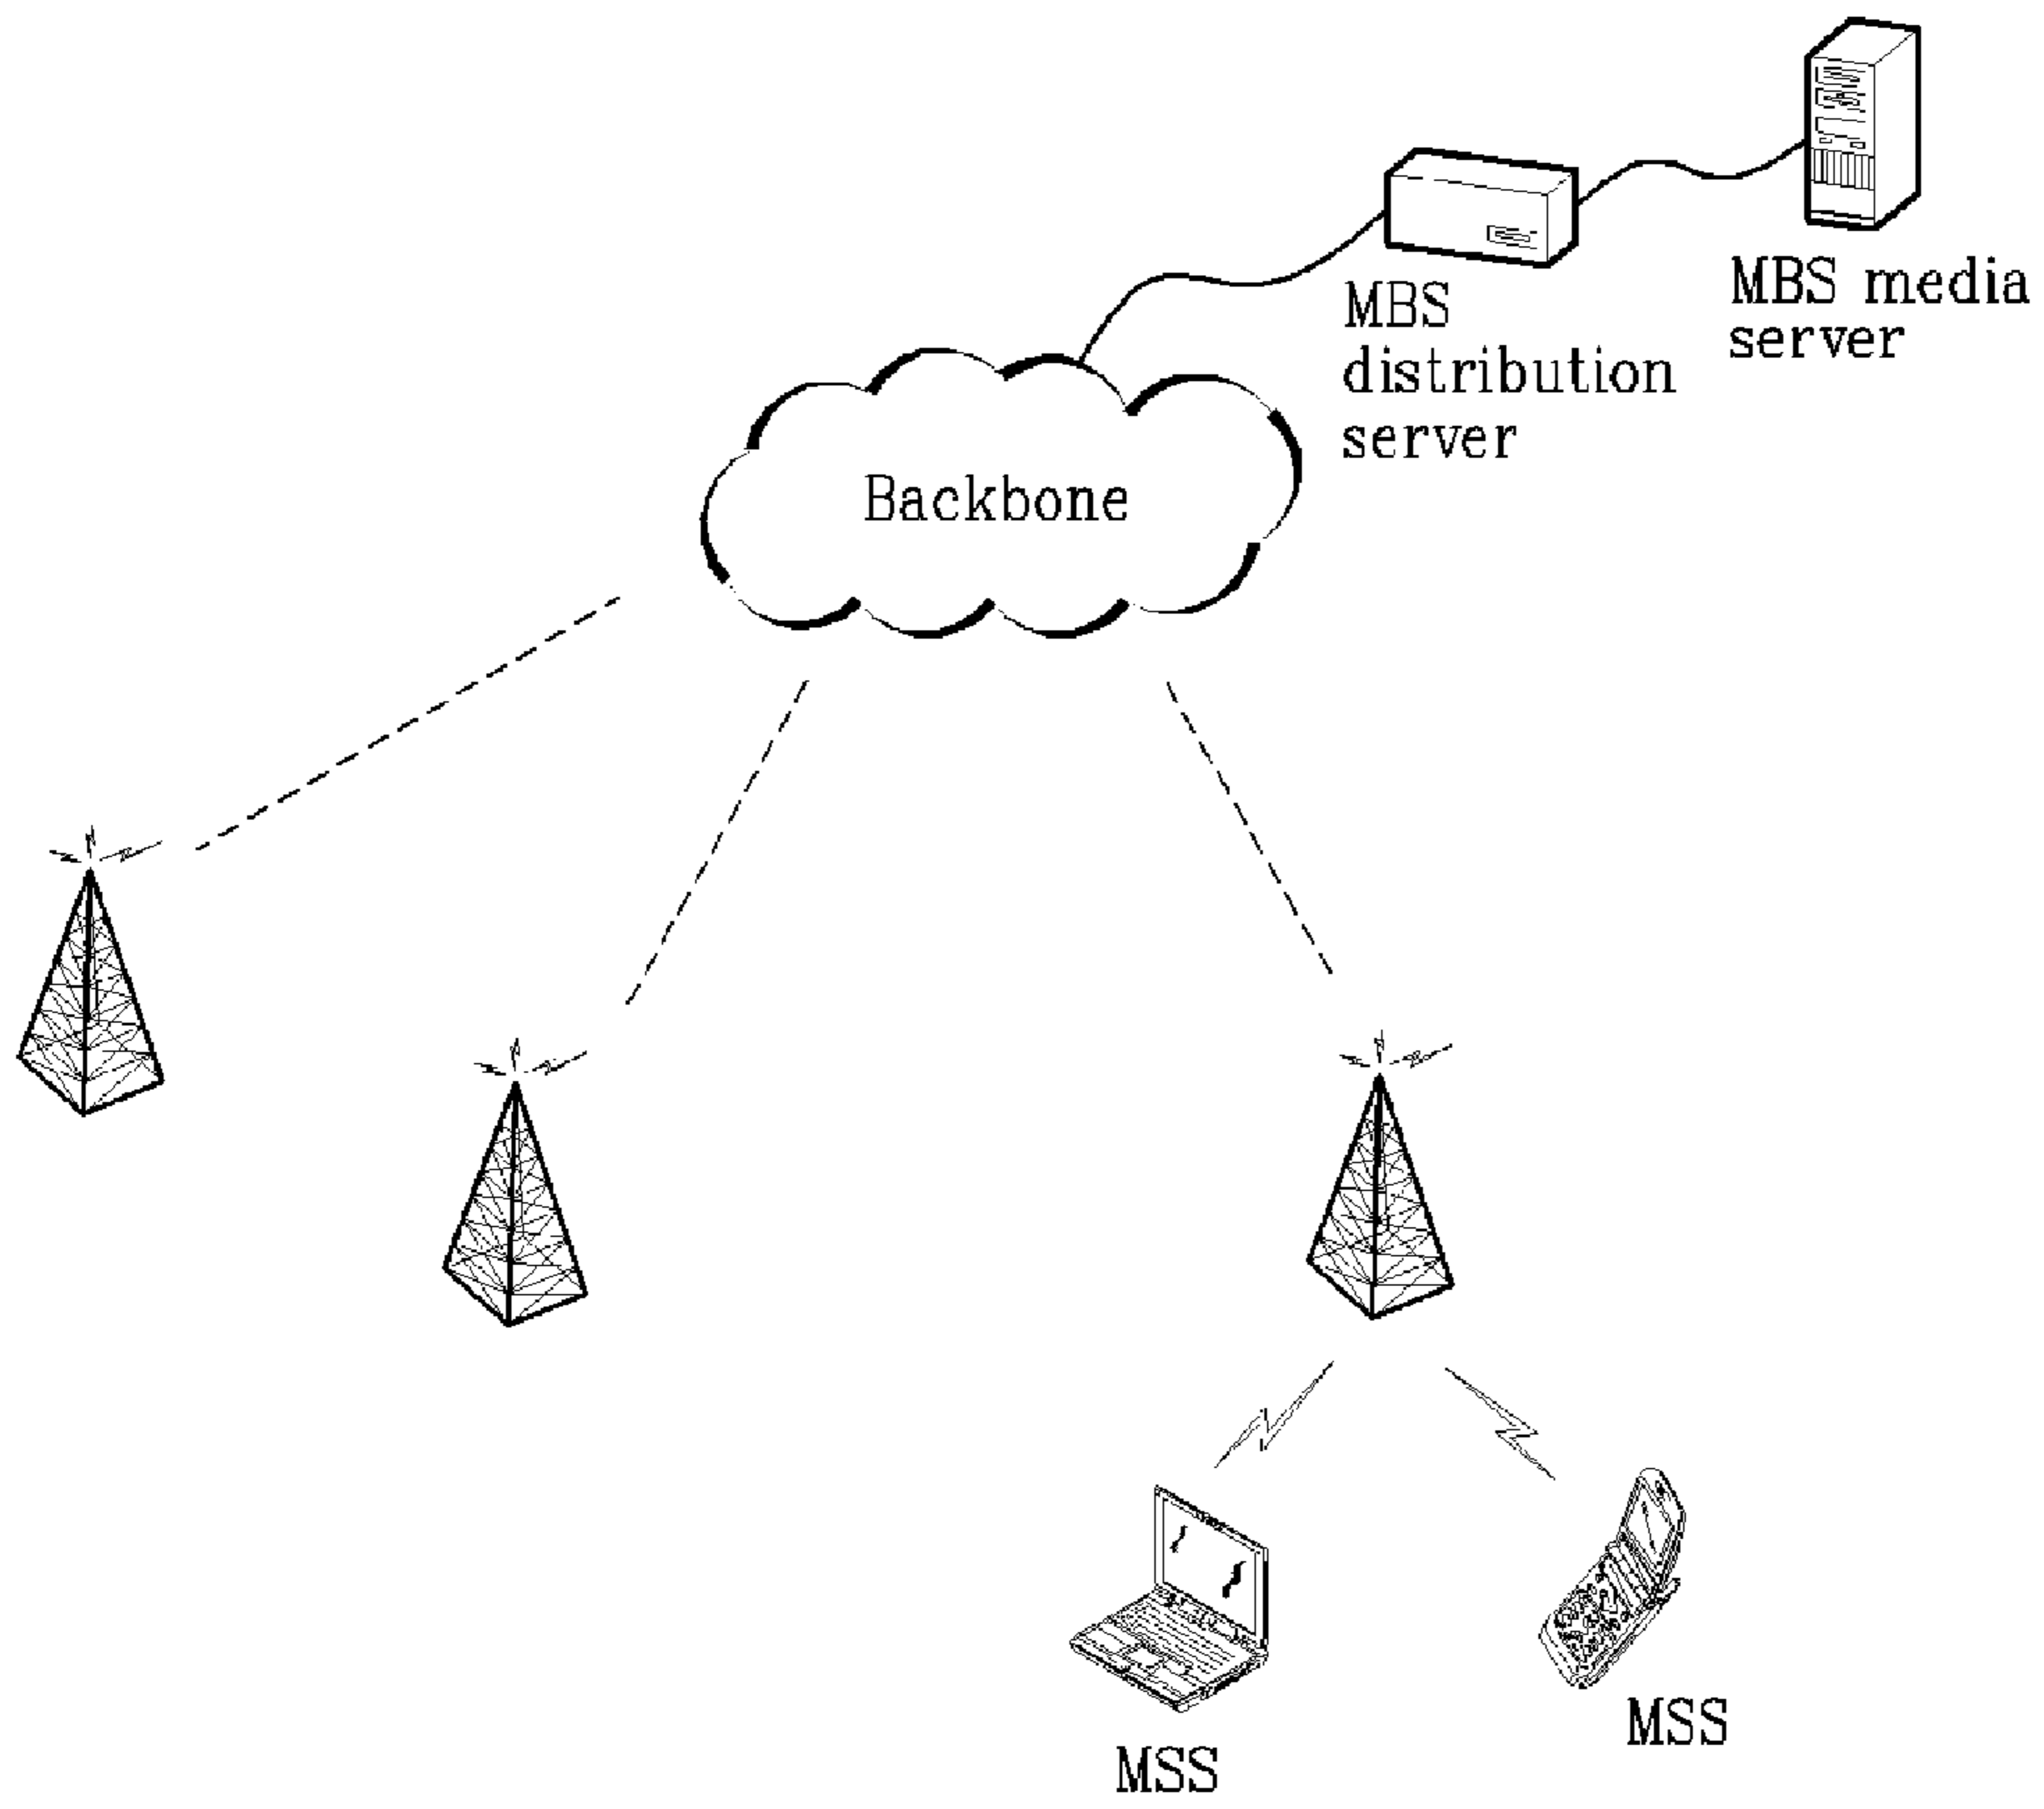 MBS media
server
MBS
distribution
server
Backbone
MSS
MSS